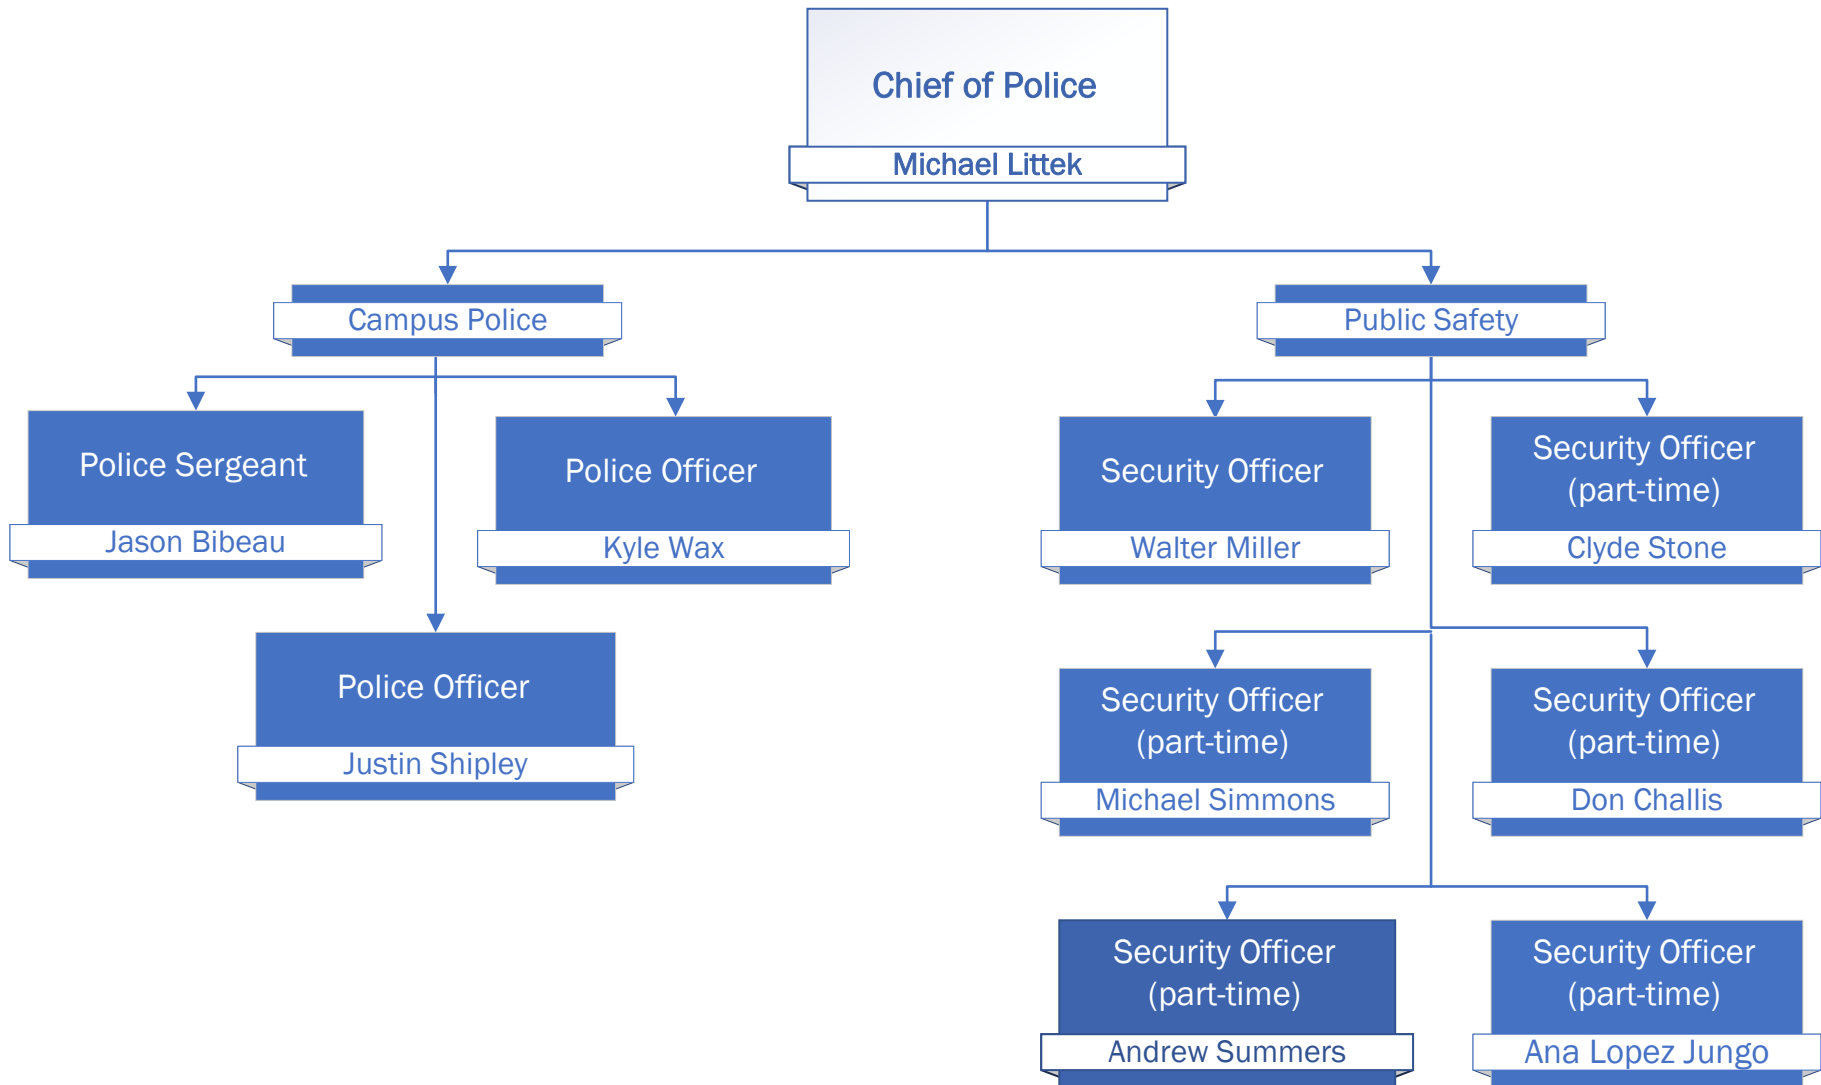 Chief of Police
Michael Littek
Campus Police
Public Safety
Police Sergeant
Jason Bibeau
Police Officer
Kyle Wax
Police Officer
Justin Shipley
Security Officer
Walter Miller
Security Officer
(part-time)
Clyde Stone
Security Officer
(part-time)
Michael Simmons
Security Officer
(part-time)
Don Challis
Security Officer
(part-time)
Andrew Summers
Security Officer
(part-time)
Ana Lopez Jungo